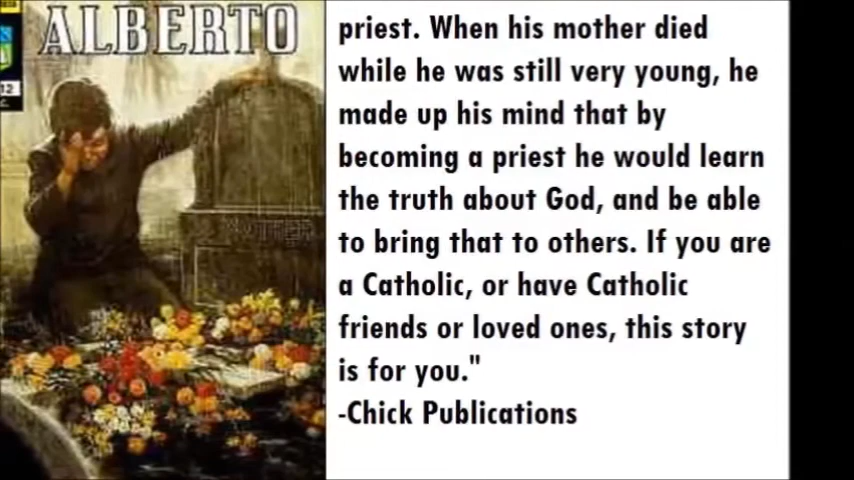 ALBERTO
12
priest. When his mother died
while he was still very young, he
made up his mind that by
becoming a priest he would learn
the truth about God, and be able
to bring that to others. If you are
a Catholic, or have Catholic
friends or loved ones, this story
is for you."
-Chick Publications